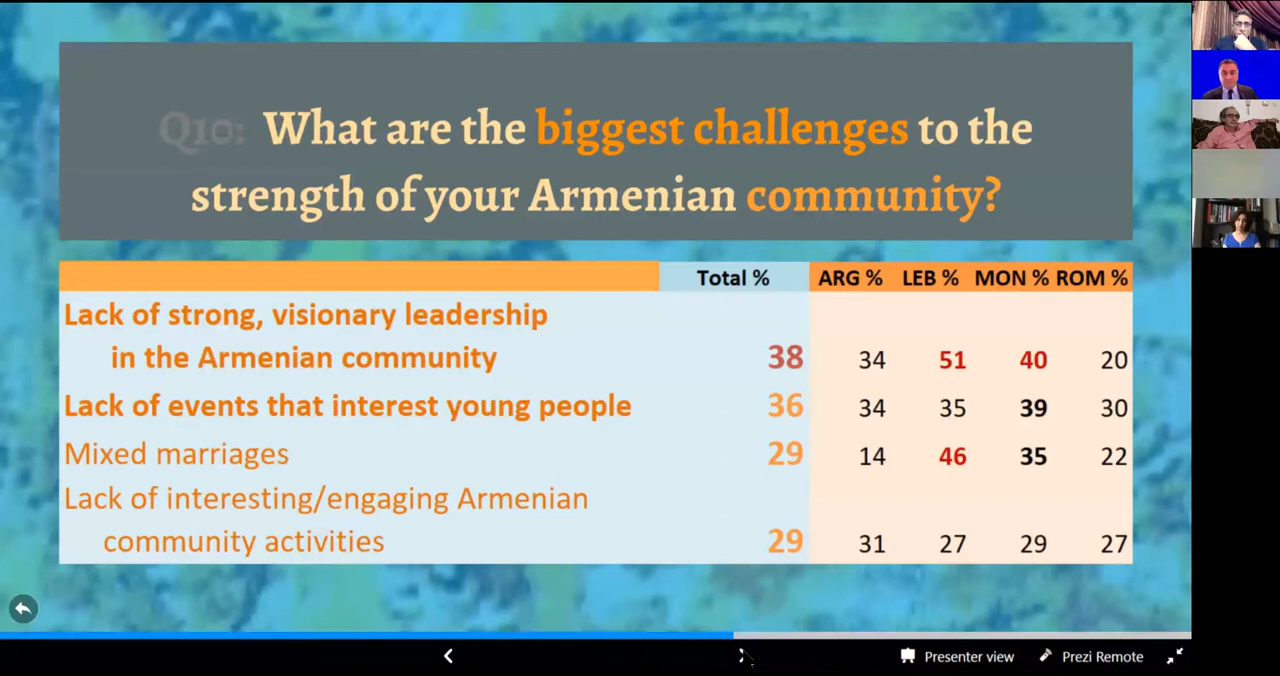 Q10: What are the biggest challenges to the
strength of your Armenian community?
Total % ARG % LEB % MON % ROM %
Lack of strong, visionary leadership
in the Armenian community 38 34 51 40 20
Lack of events that interest young people 36 34 35 39 30
Mixed marriages 29 14 46 35 22
Lack of interesting/engaging Armenian
community activities 29 31 27 29 27
Presenter view Prezi Remote